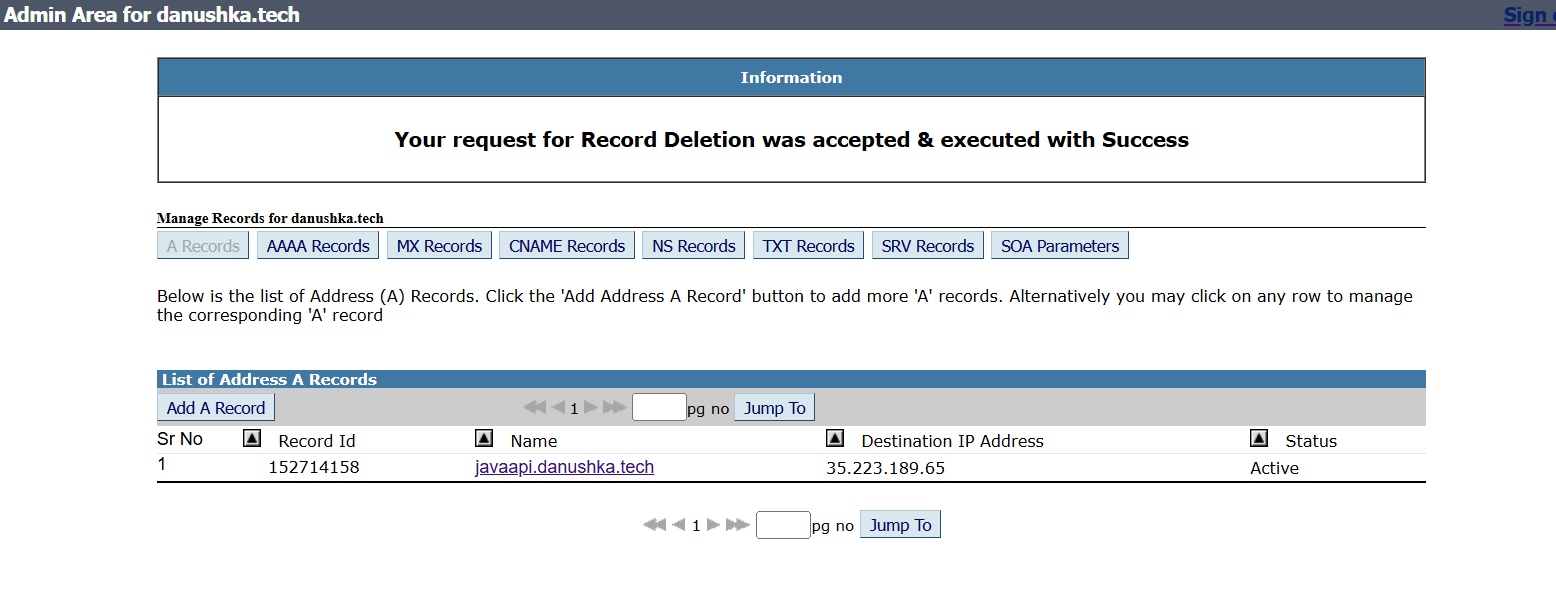 Admin Area for danushka.tech
Sign
Information
Your request for Record Deletion was accepted & executed with Success
Manage Records for danushka.tech
A Records AAAA Records MX Records CNAME Records NS Records TXT Records SRV Records SOA Parameters
Below is the list of Address (A) Records. Click the 'Add Address A Record' button to add more 'A' records. Alternatively you may click on any row to manage
the corresponding 'A' record
List of Address A Records
Add A Record 1 pg no Jump To
Sr No Record Id Name Destination IP Address Status
1 152714158 javaapi.danushka.tech 35.223.189.65 Active
1 pg no Jump To